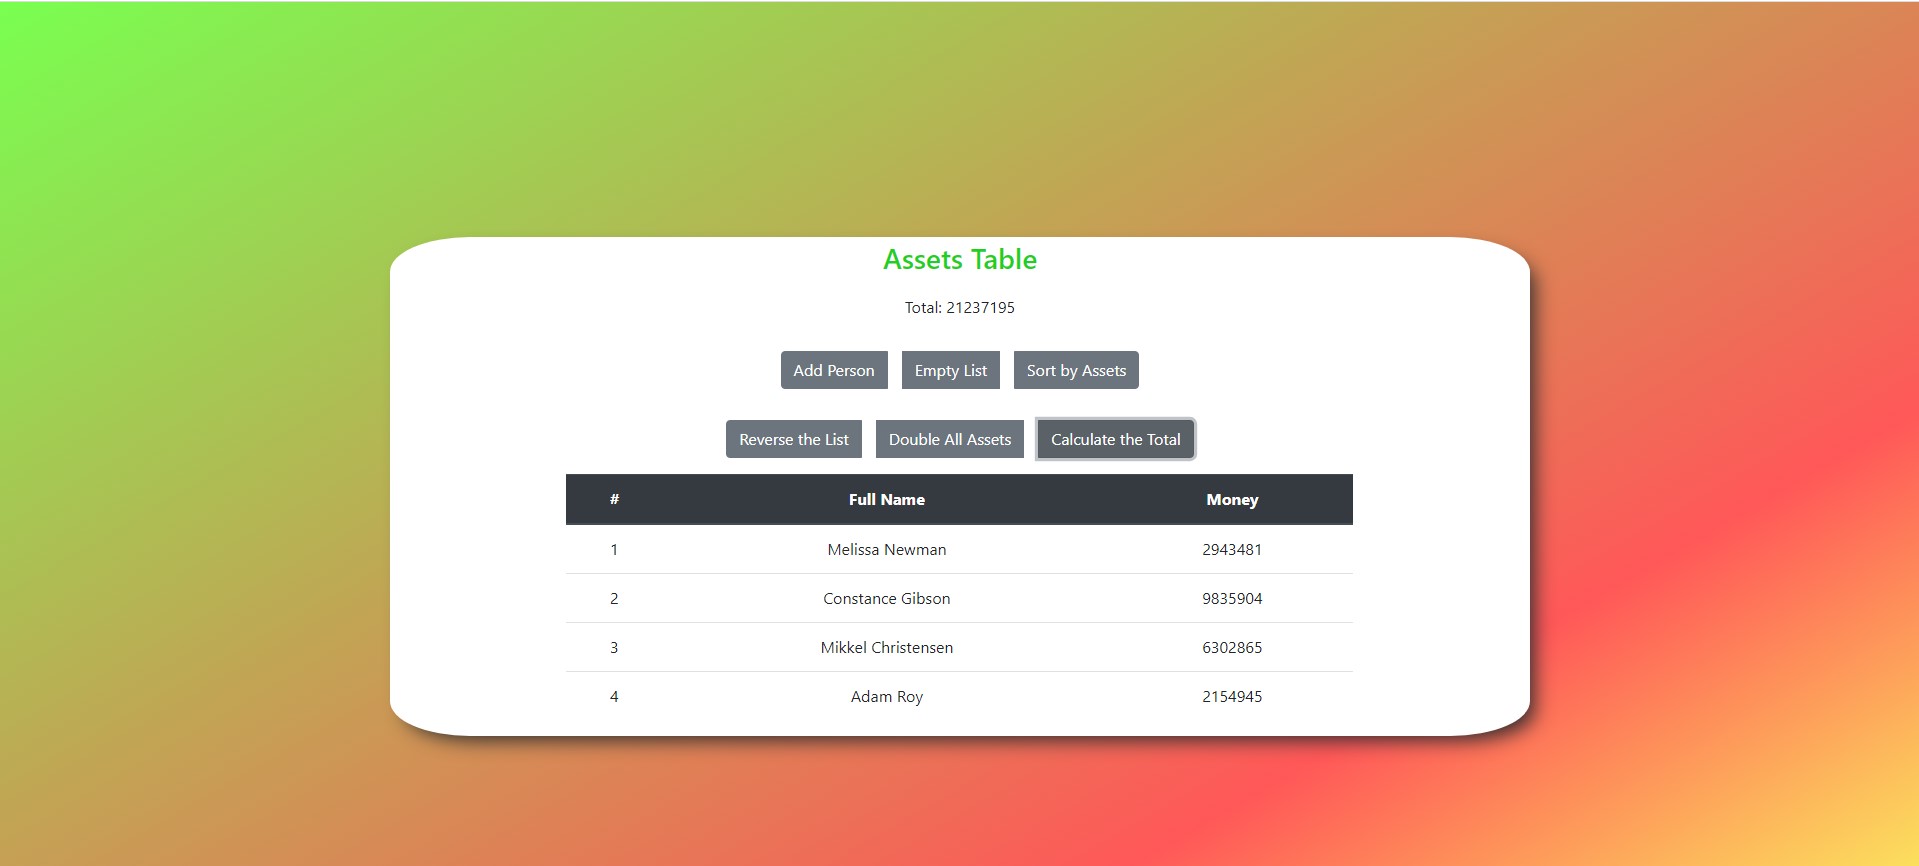 Assets Table
Total: 21237195
Add Person Empty List Sort by Assets
Reverse the List Double All Assets Calculate the Total
# Full Name Money
1 Melissa Newman 2943481
2 Constance Gibson 9835904
3 Mikkel Christensen 6302865
4 Adam Roy 2154945